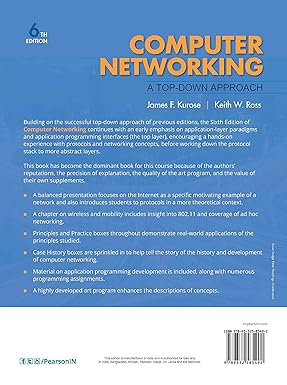 6TH
EDITION
COMPUTER
NETWORKING
A TOP-DOWN APPROACH
James F. Kurose | Keith W. Ross
Building on the successful top-down approach of previous editions, the Sixth Edition of
Computer Networking continues with an early emphasis on application-layer paradigms
and application programming interfaces (the top layer), encouraging a hands-on
experience with protocols and networking concepts, before working down the protocol
stack to more abstract layers.
This book has become the dominant book for this course because of the authors'
reputations, the precision of explanation, the quality of the art program, and the value of
their own supplements.
• A balanced presentation focuses on the Internet as a specific motivating example of a
network and also introduces students to protocols in a more theoretical context.
• A chapter on wireless and mobility includes insight into 802.11 and coverage of ad hoc
networking.
• Principles and Practice boxes throughout demonstrate real-world applications of the
principles studied.
• Case History boxes are sprinkled in to help tell the story of the history and development
of computer networking.
• Material on application programming development is included, along with numerous
programming assignments.
• A highly developed art program enhances the descriptions of concepts.
/PearsonIN